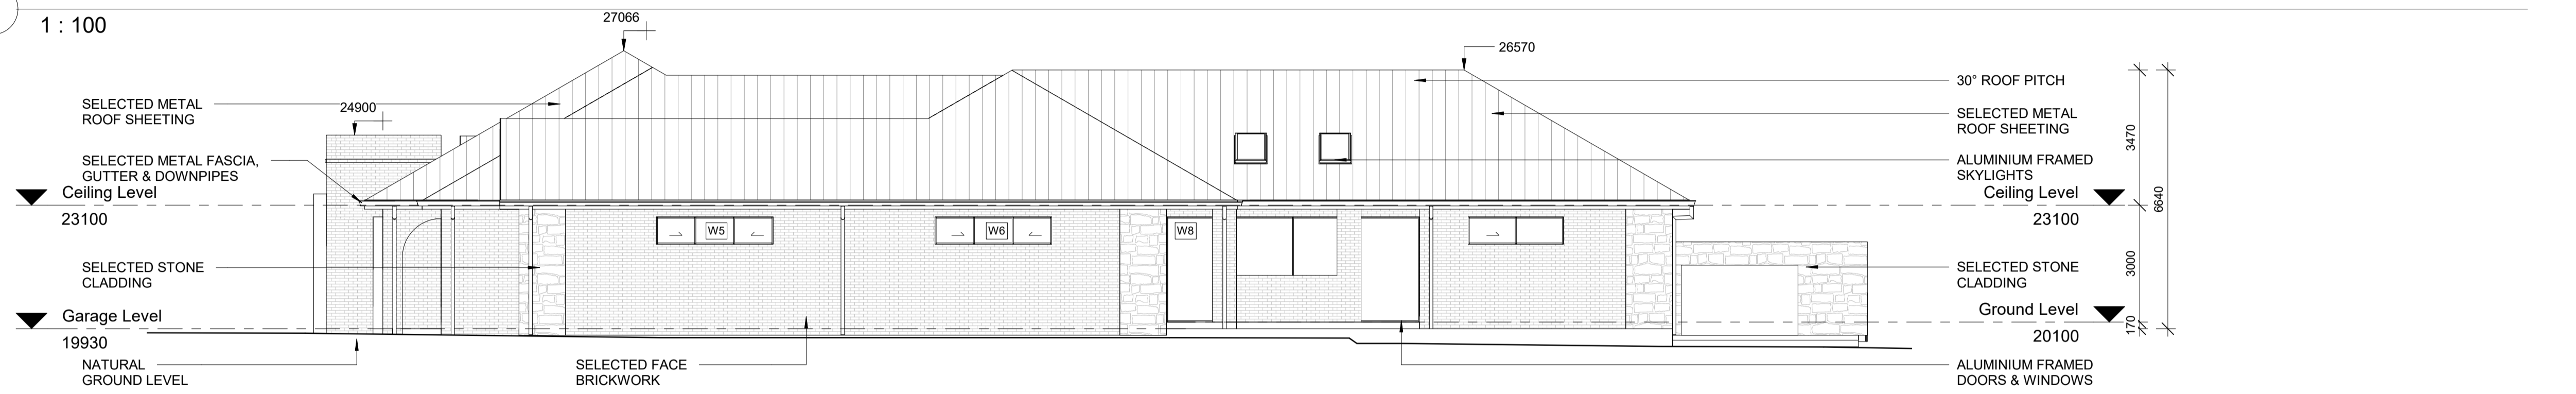 1 : 100
27066
26570
24900
SELECTED METAL
ROOF SHEETING
SELECTED METAL FASCIA,
GUTTER & DOWNPIPES
Ceiling Level
23100
SELECTED STONE
CLADDING
Garage Level
19930
NATURAL
GROUND LEVEL
SELECTED FACE
BRICKWORK
W5
W6
W8
30° ROOF PITCH
SELECTED METAL
ROOF SHEETING
ALUMINIUM FRAMED
SKYLIGHTS
Ceiling Level
23100
SELECTED STONE
CLADDING
Ground Level
20100
ALUMINIUM FRAMED
DOORS & WINDOWS
3470
3000
170
6640